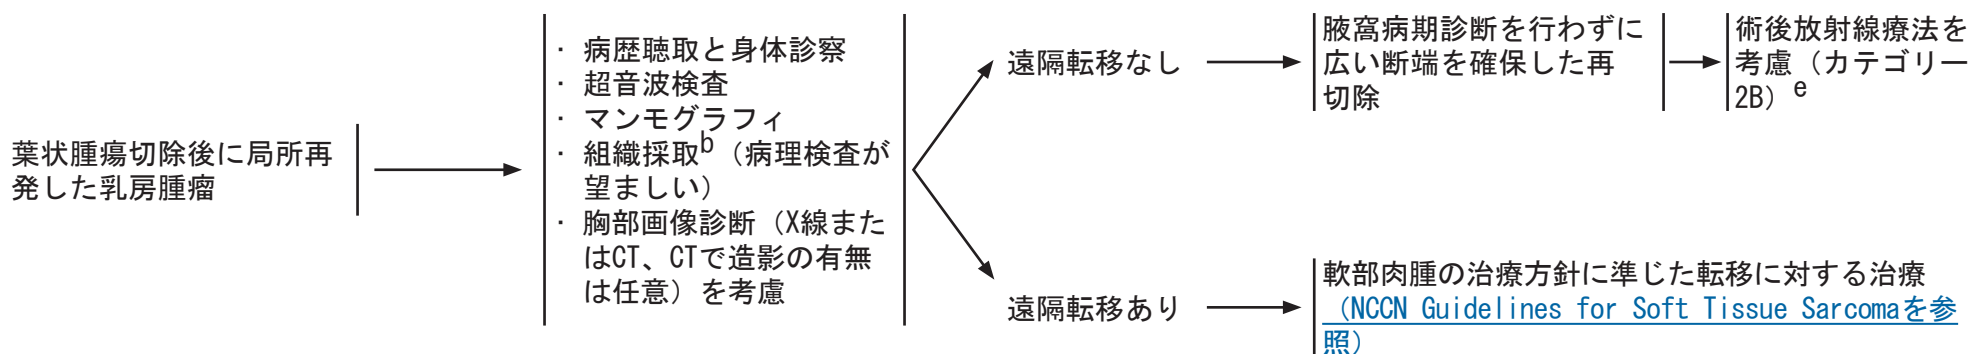 葉状腫瘍切除後に局所再
発した乳房腫瘤
· 病歴聴取と身体診察
· 超音波検査
· マンモグラフィ
· 組織採取b（病理検査が
望ましい）
· 胸部画像診断（X線また
はCT、CTで造影の有無
は任意）を考慮
遠隔転移なし
腋窩病期診断を行わずに
広い断端を確保した再
切除
術後放射線療法を
考慮（カテゴリー
2B）e
遠隔転移あり
軟部肉腫の治療方針に準じた転移に対する治療
（NCCN Guidelines for Soft Tissue Sarcomaを参
照）